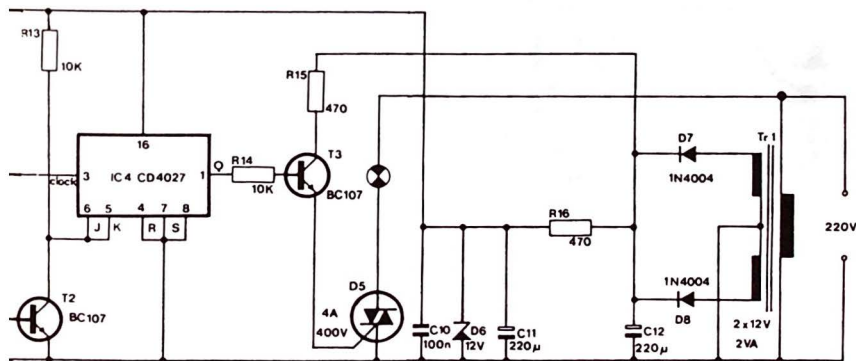 R13
10K
16
3
clock
IC4 CD4027
1
Q
6
5
4
7
8
J
K
R
S
T2
BC107
R14
10K
T3
BC107
R15
470
D5
4A
400V
C10
100n
D6
12V
C11
220µ
R16
470
C12
220µ
D7
1N4004
1N4004
D8
Tr 1
2 x 12V
2VA
220V